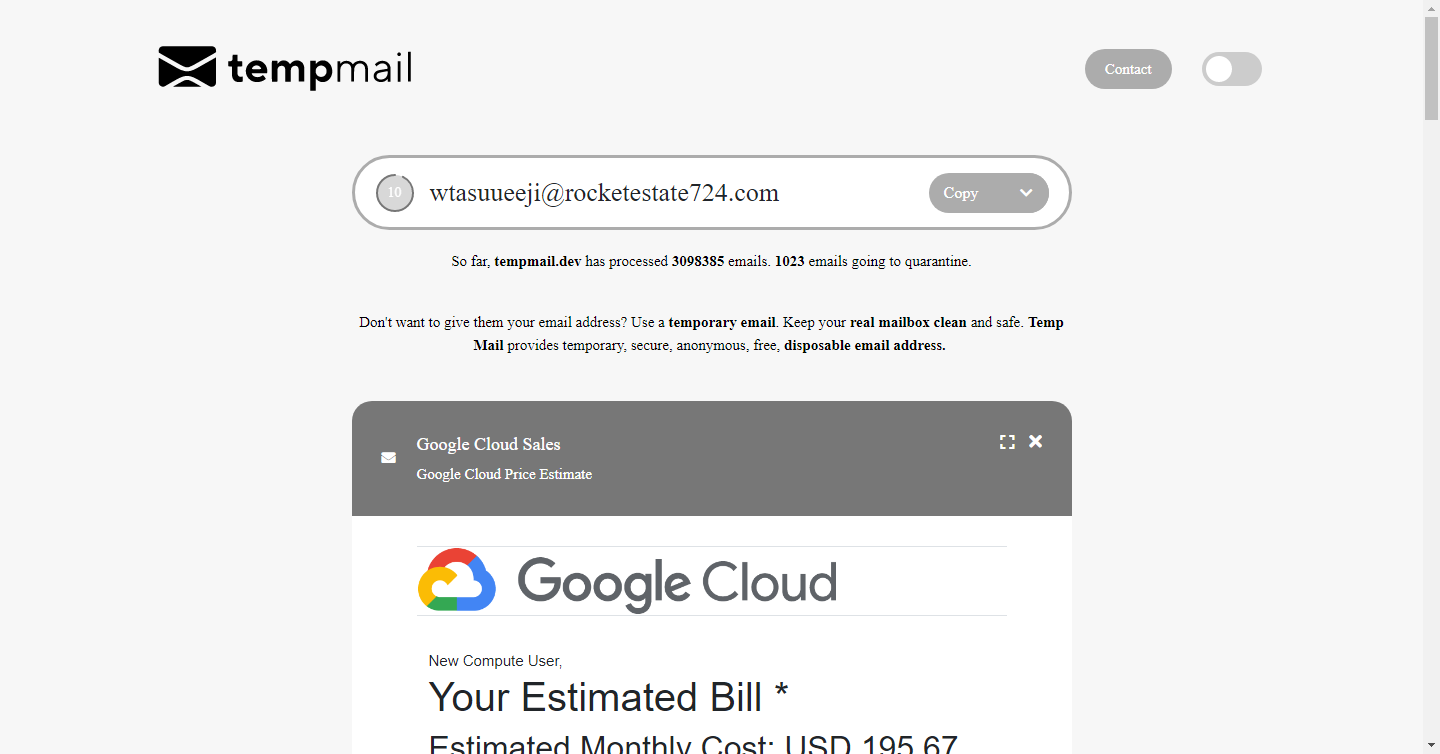 tempmail
Contact
10
wtasuueeji@rocketestate724.com
Copy
So far, tempmail.dev has processed 3098385 emails. 1023 emails going to quarantine.
Don't want to give them your email address? Use a temporary email. Keep your real mailbox clean and safe. Temp
Mail provides temporary, secure, anonymous, free, disposable email address.
Google Cloud Sales
Google Cloud Price Estimate
Google Cloud
New Compute User,
Your Estimated Bill *
Estimated Monthly Cost: USD 195.67